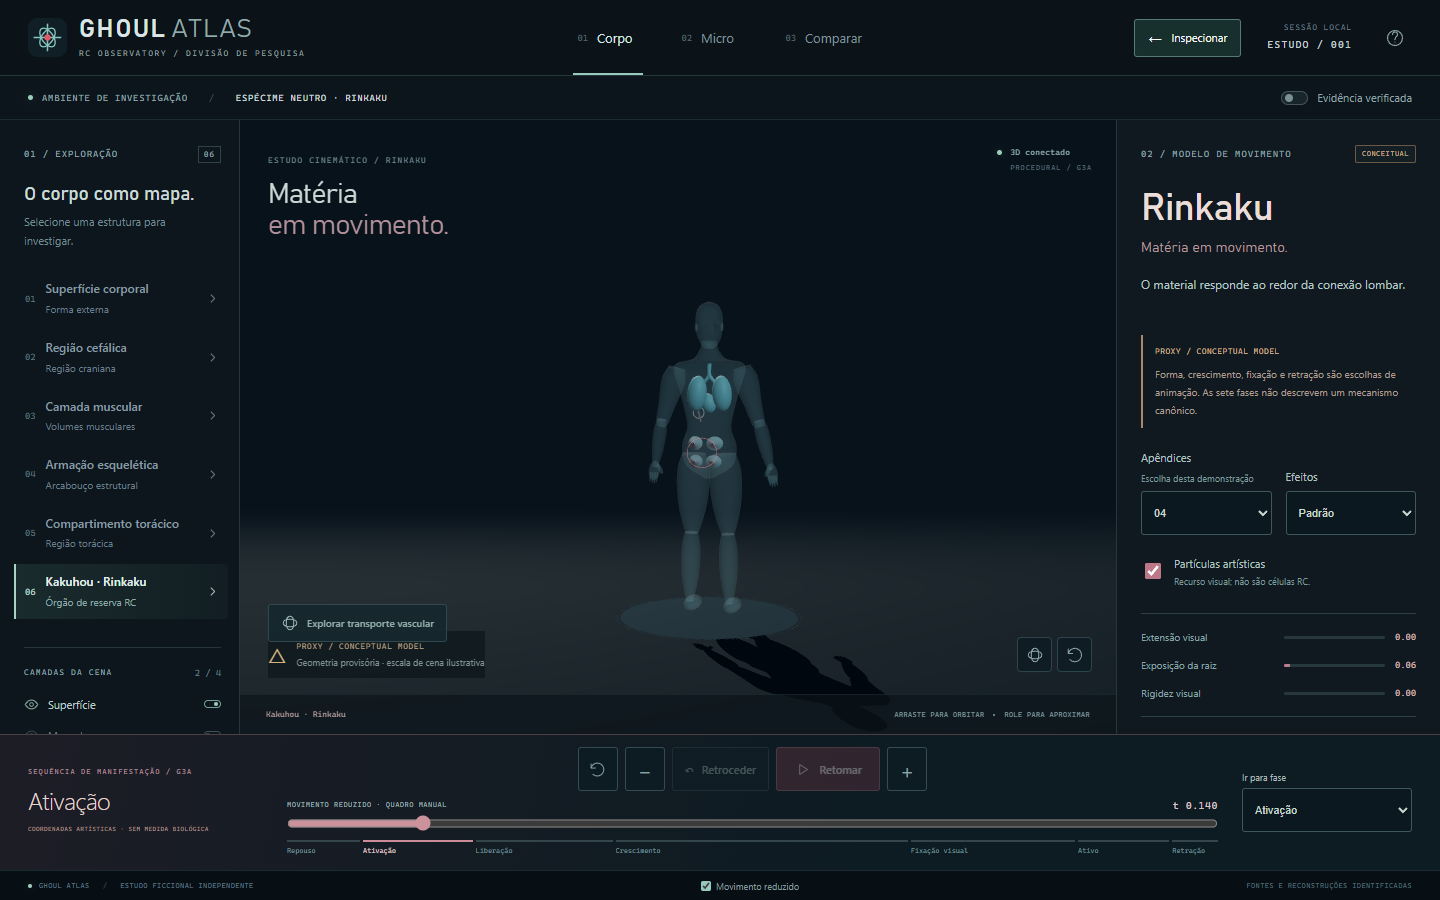 GHOUL ATLAS
RC OBSERVATORY / DIVISÃO DE PESQUISA
01 Corpo
02 Micro
03 Comparar
← Inspecionar
SESSÃO LOCAL
ESTUDO / 001
AMBIENTE DE INVESTIGAÇÃO / ESPÉCIME NEUTRO · RINKAKU
Evidência verificada
01 / EXPLORAÇÃO
06
O corpo como mapa.
Selecione uma estrutura para
investigar.
01 Superfície corporal
Forma externa
02 Região cefálica
Região craniana
03 Camada muscular
Volumes musculares
04 Armação esquelética
Arcabouço estrutural
05 Compartimento torácico
Região torácica
06 Kakuhou · Rinkaku
Órgão de reserva RC
CAMADAS DA CENA
2 / 4
Superfície
ESTUDO CINEMÁTICO / RINKAKU
Matéria
em movimento.
3D conectado
PROCEDURAL / G3A
Explorar transporte vascular
PROXY / CONCEPTUAL MODEL
Geometria provisória · escala de cena ilustrativa
Kakuhou · Rinkaku
ARRASTE PARA ORBITAR • ROLE PARA APROXIMAR
02 / MODELO DE MOVIMENTO
CONCEITUAL
Rinkaku
Matéria em movimento.
O material responde ao redor da conexão lombar.
PROXY / CONCEPTUAL MODEL
Forma, crescimento, fixação e retração são escolhas de
animação. As sete fases não descrevem um mecanismo
canônico.
Apêndices
Escolha desta demonstração
04
Efeitos
Padrão
Partículas artísticas
Recurso visual; não são células RC.
Extensão visual 0.00
Exposição da raiz 0.06
Rigidez visual 0.00
SEQUÊNCIA DE MANIFESTAÇÃO / G3A
Ativação
COORDENADAS ARTÍSTICAS · SEM MEDIDA BIOLÓGICA
−
Retroceder
Retomar
+
MOVIMENTO REDUZIDO · QUADRO MANUAL
t 0.140
Repouso
Ativação
Liberação
Crescimento
Fixação visual
Ativo
Retração
Ir para fase
Ativação
GHOUL ATLAS / ESTUDO FICCIONAL INDEPENDENTE
Movimento reduzido
FONTES E RECONSTRUÇÕES IDENTIFICADAS